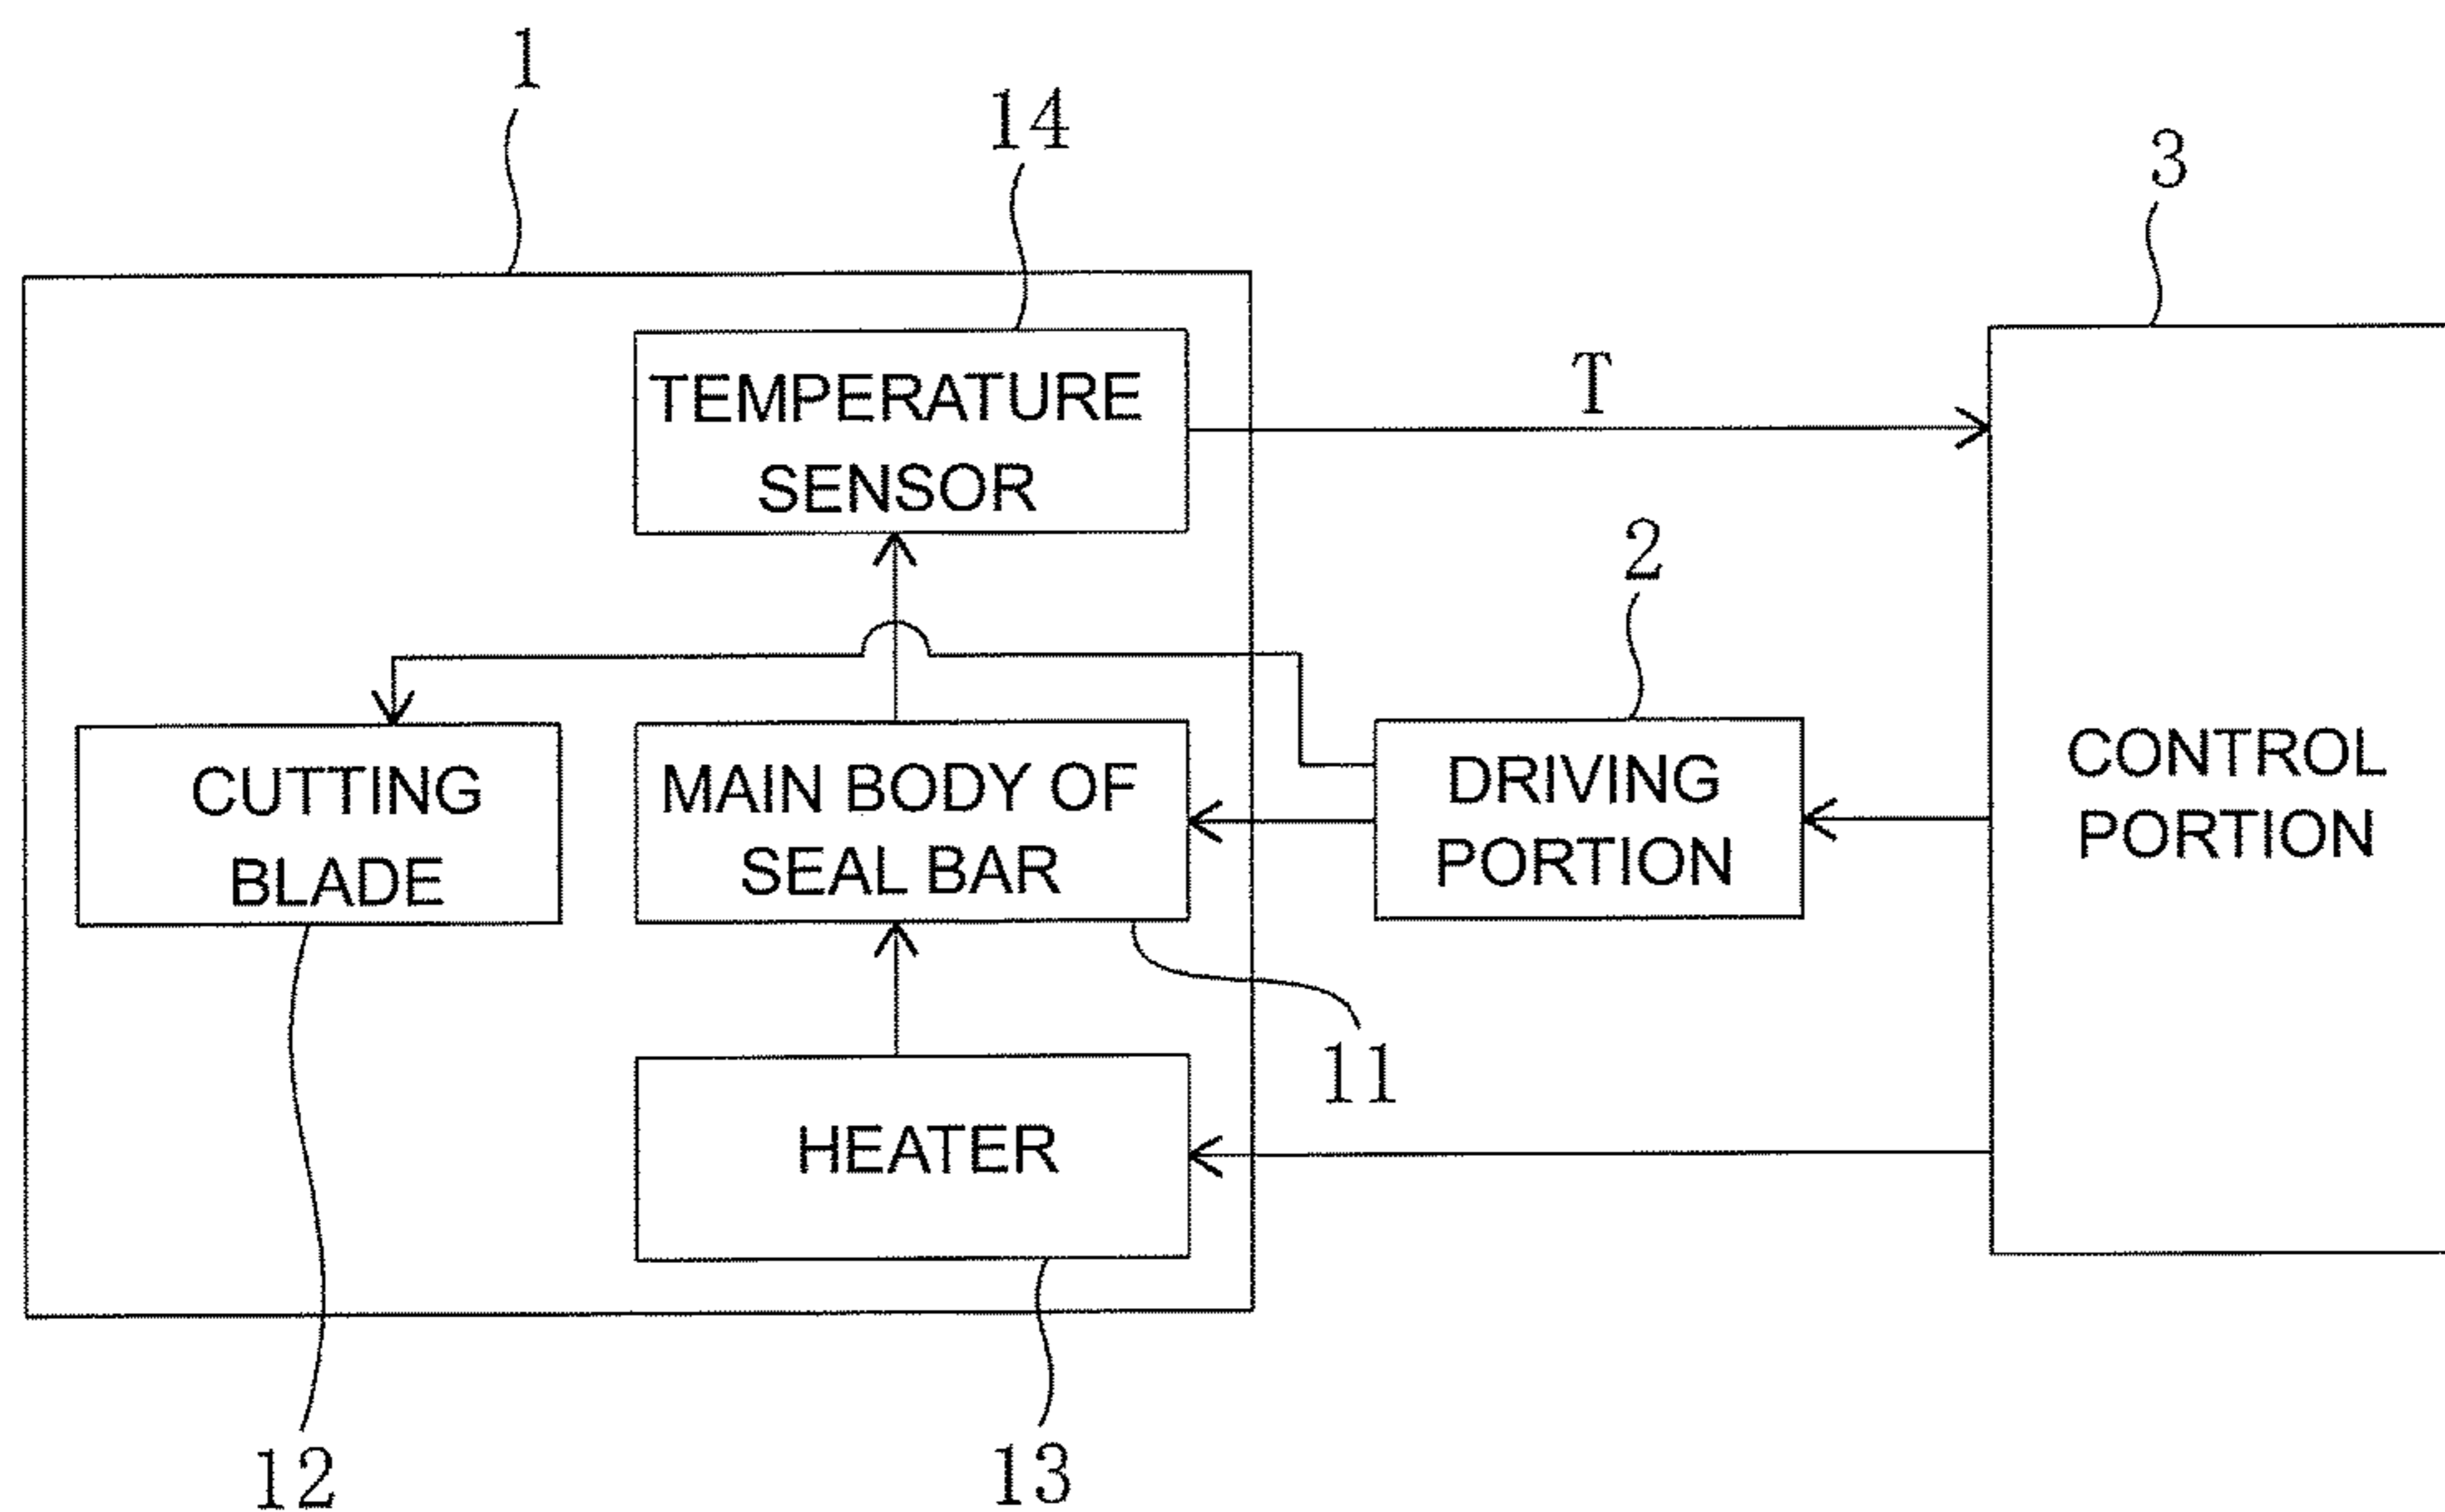 1
14
3
TEMPERATURE
SENSOR
T
2
CUTTING
BLADE
MAIN BODY OF
SEAL BAR
DRIVING
PORTION
CONTROL
PORTION
11
HEATER
12
13